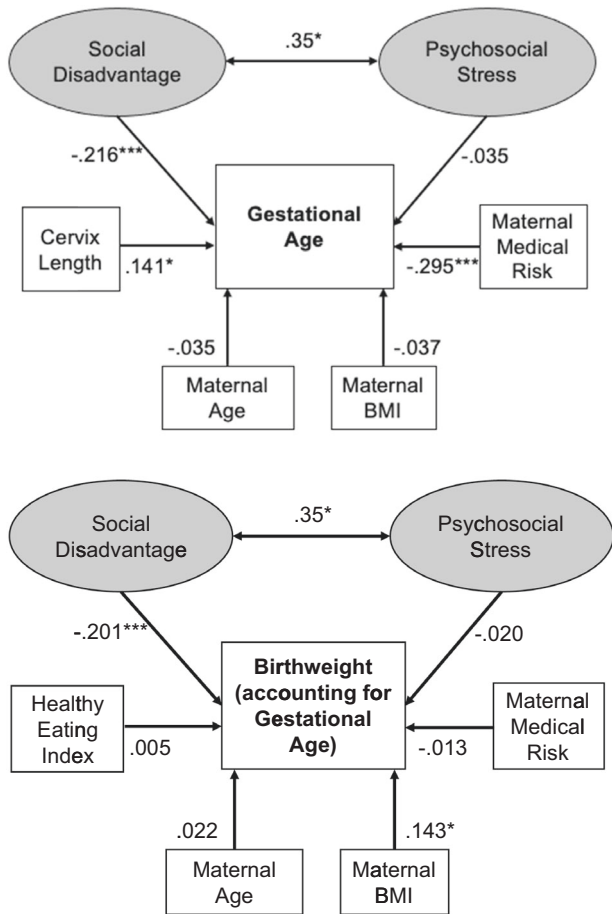 Social
Disadvantage
.35*
Psychosocial
Stress
-.216***
-.035
Gestational
Age
Cervix
Length
.141*
Maternal
Medical
Risk
-.295***
-.035
-.037
Maternal
Age
Maternal
BMI
Social
Disadvantage
.35*
Psychosocial
Stress
-.201***
-.020
Birthweight
(accounting for
Gestational
Age)
Healthy
Eating
Index
.005
Maternal
Medical
Risk
-.013
.022
.143*
Maternal
Age
Maternal
BMI